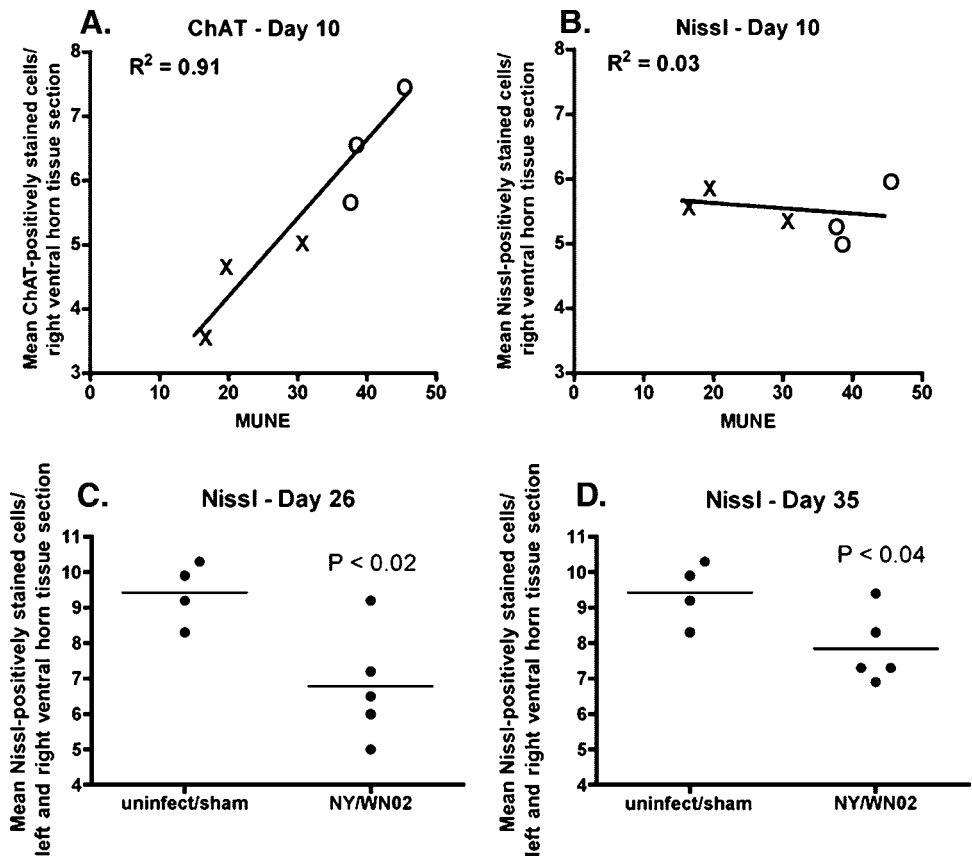 A.
ChAT - Day 10
R² = 0.91
Mean ChAT-positively stained cells/
right ventral horn tissue section
8
7
6
5
4
3
0 10 20 30 40 50
MUNE
X X X O O O
B.
Nissl - Day 10
R² = 0.03
Mean Nissl-positively stained cells/
right ventral horn tissue section
8
7
6
5
4
3
0 10 20 30 40 50
MUNE
X X X O O O
C.
Nissl - Day 26
P < 0.02
Mean Nissl-positively stained cells/
left and right ventral horn tissue section
11
10
9
8
7
6
5
4
uninfect/sham NY/WN02
D.
Nissl - Day 35
P < 0.04
Mean Nissl-positively stained cells/
left and right ventral horn tissue section
11
10
9
8
7
6
5
4
uninfect/sham NY/WN02